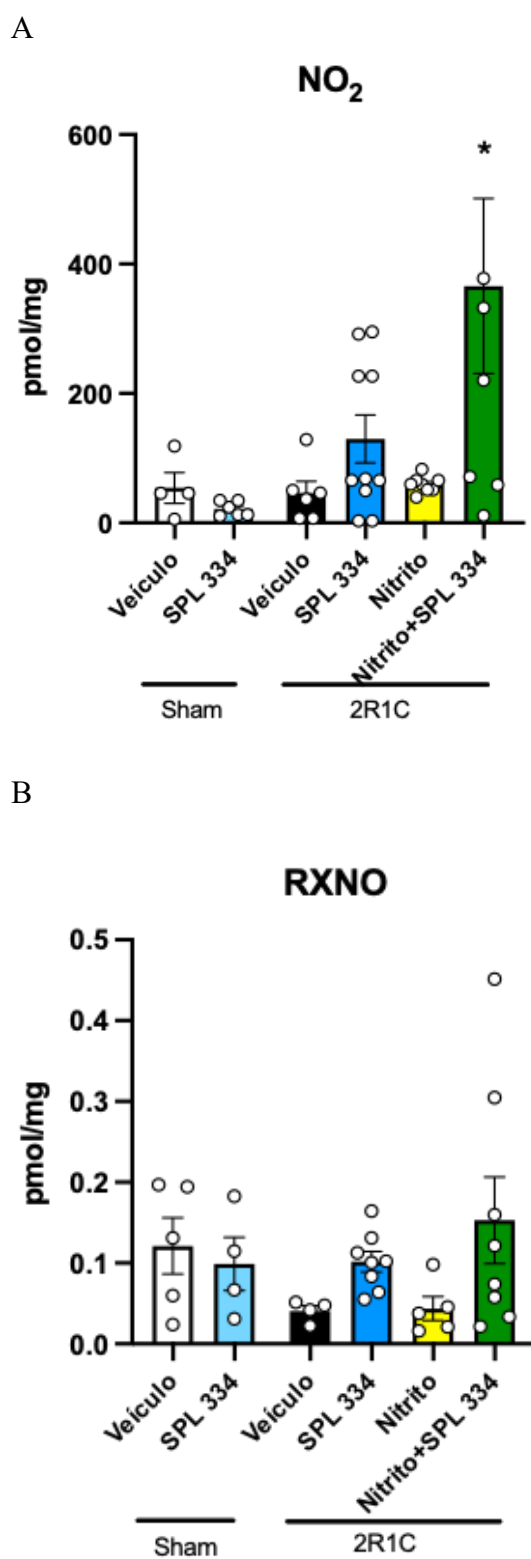 A
NO₂
600
*
400
pmol/mg
200
0
Veículo
SPL 334
Veículo
SPL 334
Nitrito
Nitrito+SPL 334
Sham
2R1C
B
RXNO
0.5
0.4
0.3
pmol/mg
0.2
0.1
0.0
Veículo
SPL 334
Veículo
SPL 334
Nitrito
Nitrito+SPL 334
Sham
2R1C